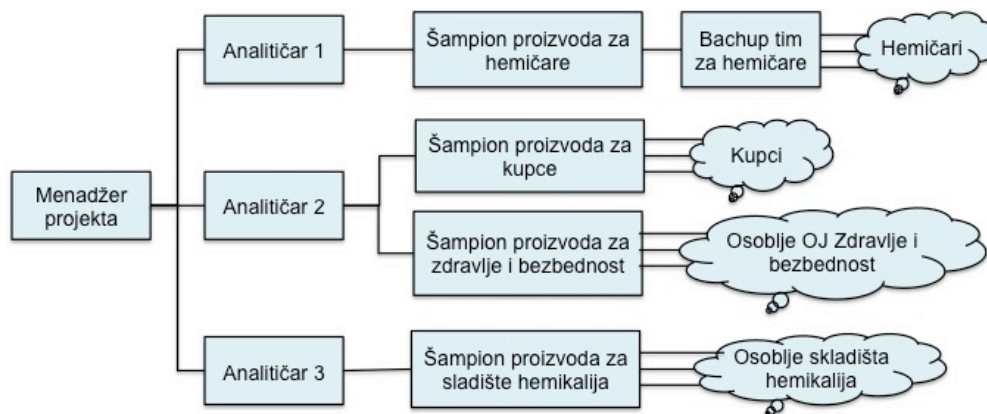 Analitičar 1
Šampion proizvoda za
hemičare
Bachup tim
za hemičare
Hemičari
Šampion proizvoda za
kupce
Kupci
Menadžer
projekta
Analitičar 2
Šampion proizvoda za
zdravlje i bezbednost
Osoblje OJ Zdravlje i
bezbednost
Analitičar 3
Šampion proizvoda za
sladište hemikalija
Osoblje skladišta
hemikalija